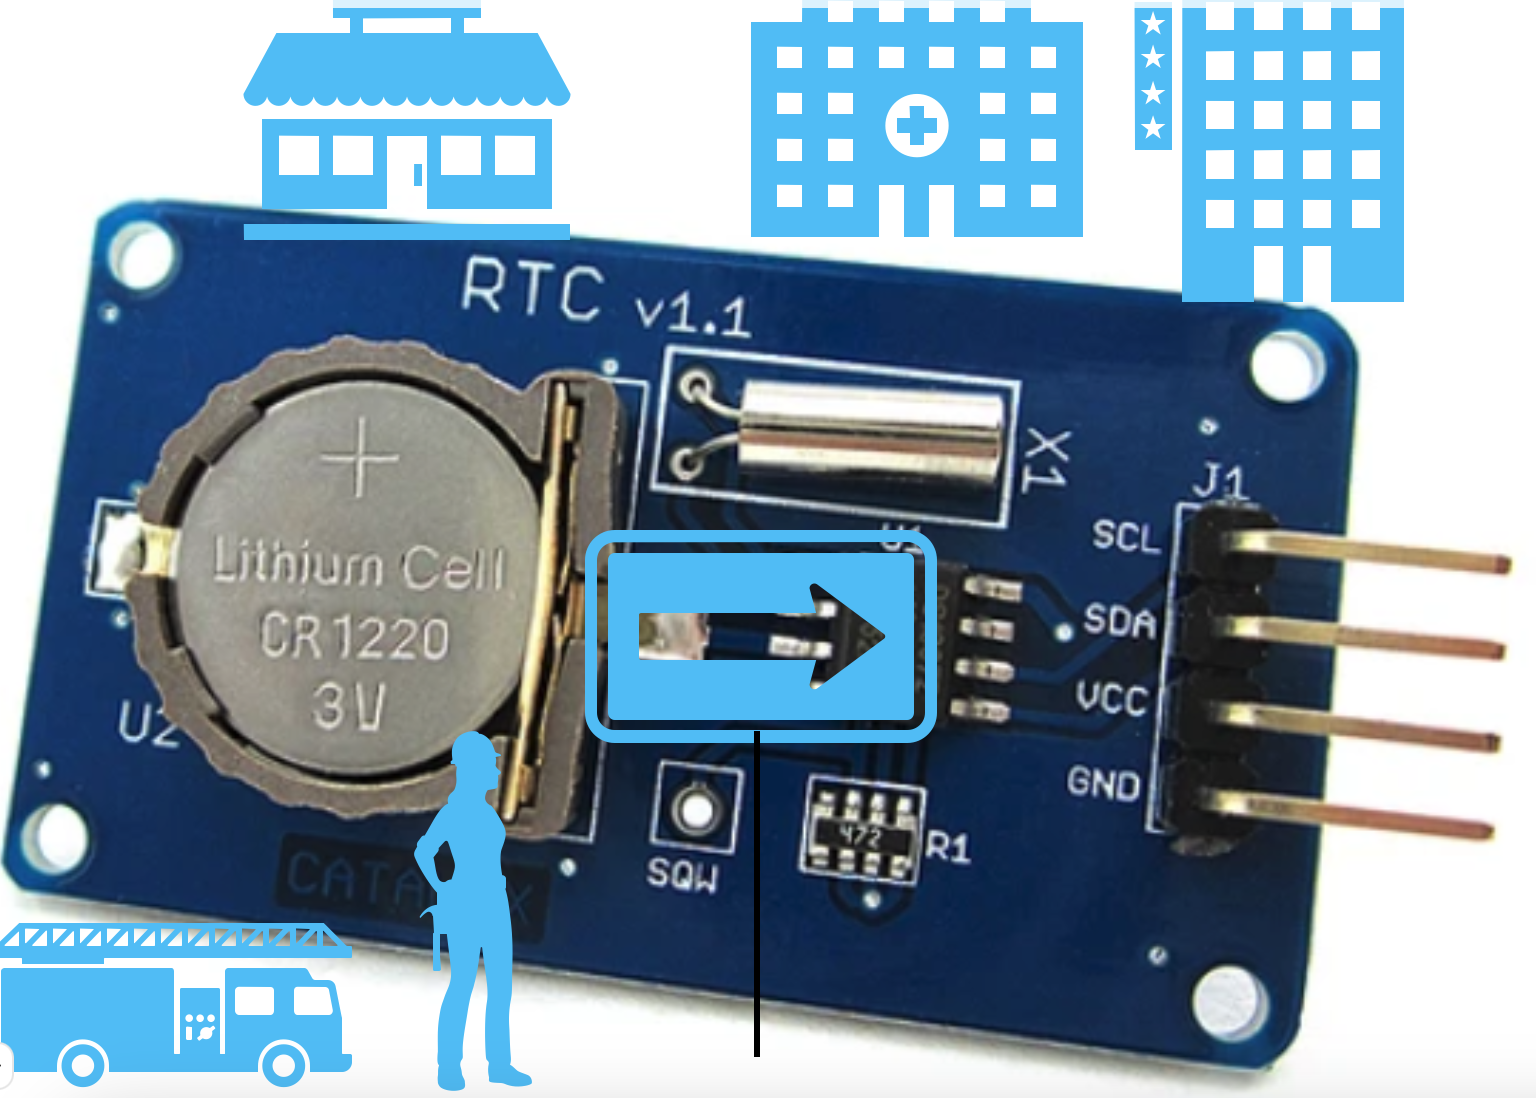 RTC v1.1
X1
J1
SCL
Lithium Cell
CR1220
3V
SDA
VCC
U2
GND
472
R1
SQW